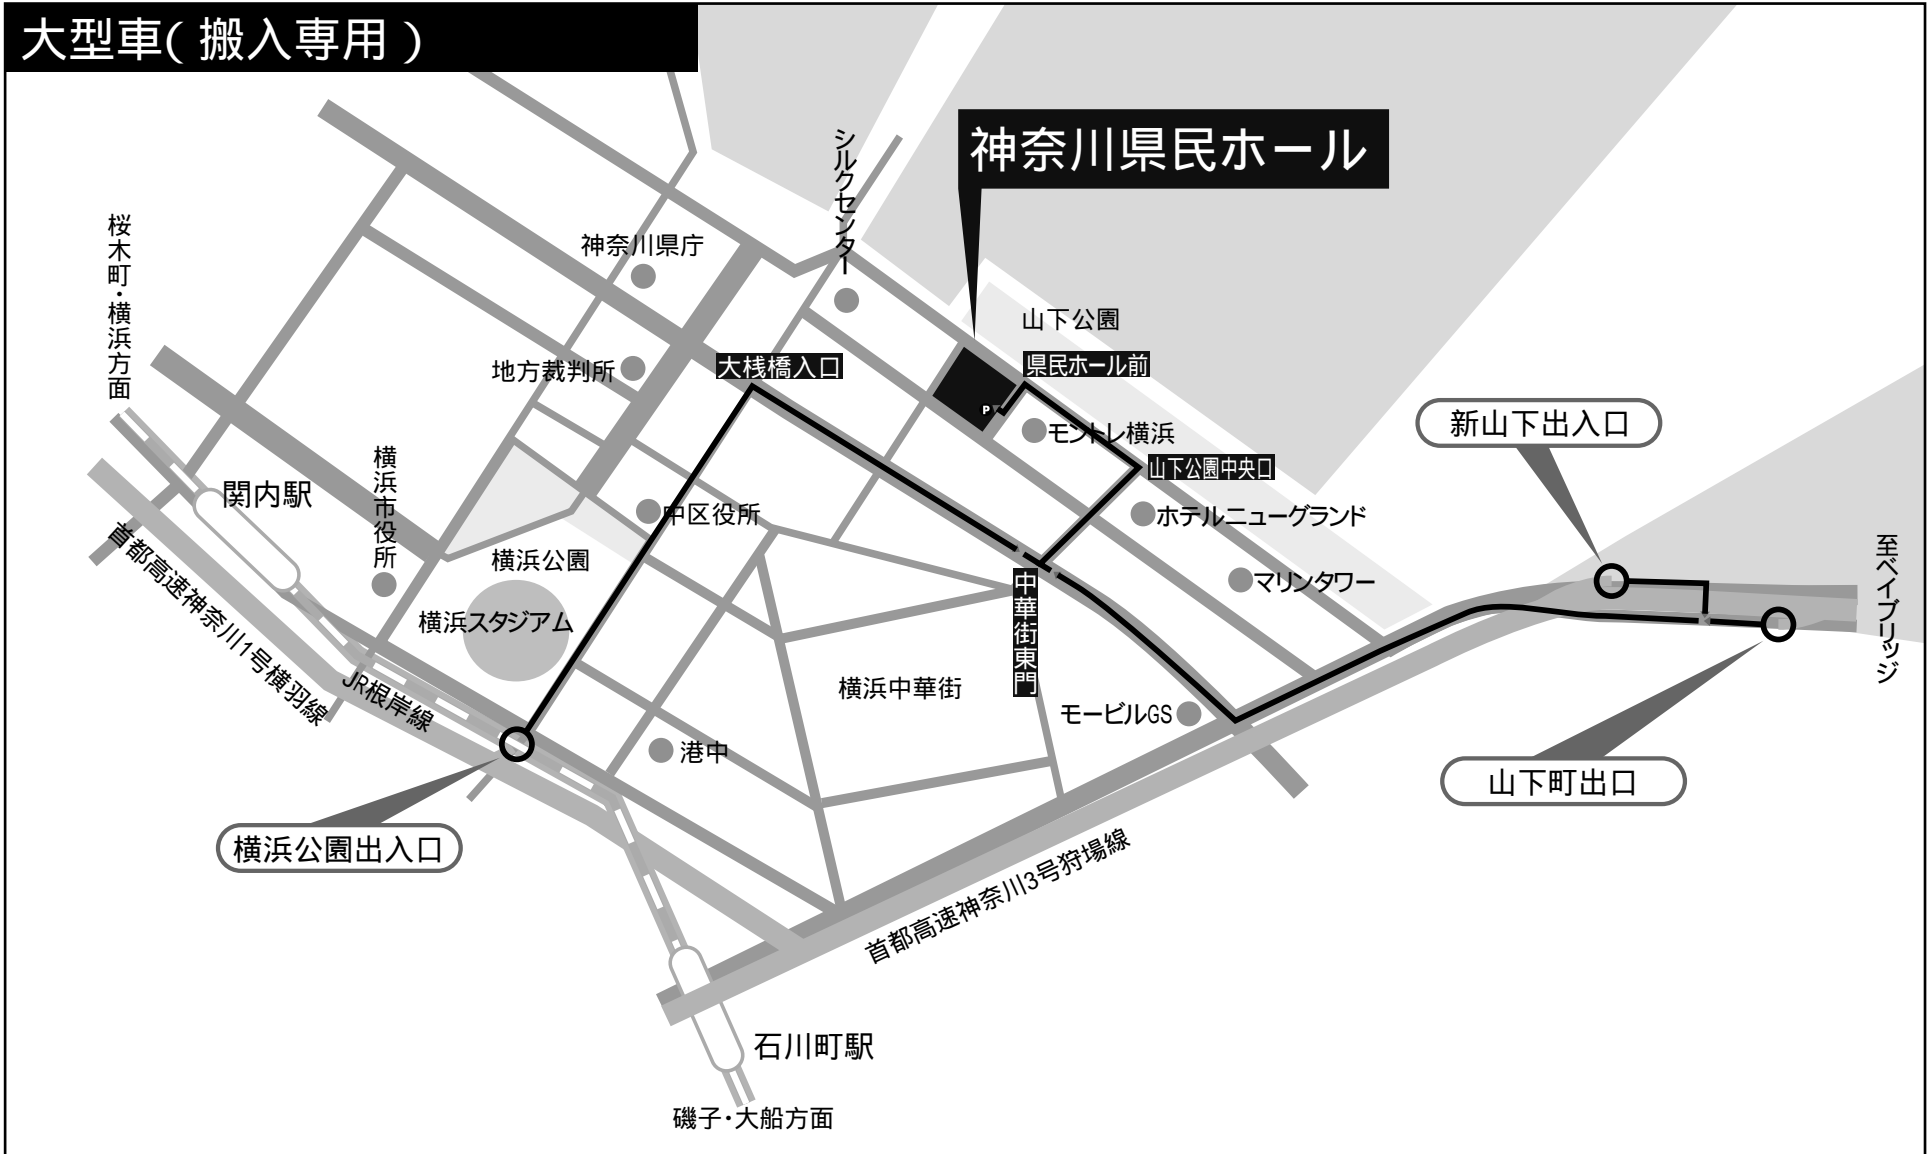 大型車(搬入専用)
神奈川県民ホール
シルクセンター
桜木町・横浜方面
神奈川県庁
山下公園
県民ホール前
地方裁判所
大桟橋入口
P
モントレ横浜
新山下出入口
山下公園中央口
横浜市役所
関内駅
中区役所
ホテルニューグランド
首都高速神奈川1号横羽線
横浜公園
至ベイブリッジ
中華街東門
マリンタワー
横浜スタジアム
JR根岸線
横浜中華街
モービルGS
港中
山下町出口
横浜公園出入口
首都高速神奈川3号狩場線
石川町駅
磯子・大船方面